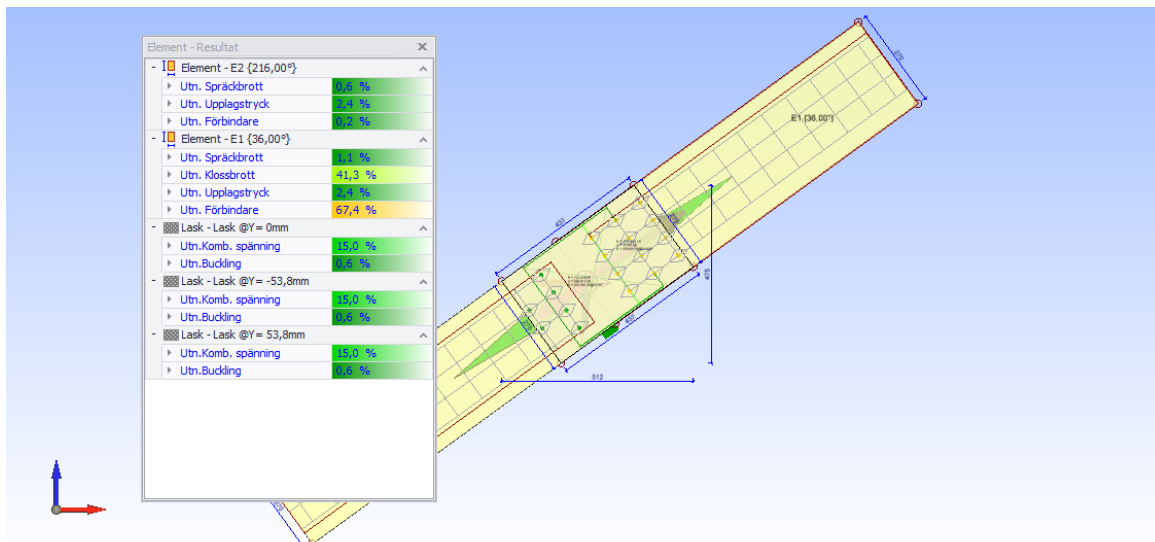 Element - Resultat
Element - E2 {216,00°}
Utn. Spräckbrott 0,6 %
Utn. Upplagstryck 2,4 %
Utn. Förbindare 0,2 %
Element - E1 {36,00°}
Utn. Spräckbrott 1,1 %
Utn. Klossbrott 41,3 %
Utn. Upplagstryck 2,4 %
Utn. Förbindare 67,4 %
Lask - Lask @Y= 0mm
Utn.Komb. spänning 15,0 %
Utn.Buckling 0,6 %
Lask - Lask @Y= -53,8mm
Utn.Komb. spänning 15,0 %
Utn.Buckling 0,6 %
Lask - Lask @Y= 53,8mm
Utn.Komb. spänning 15,0 %
Utn.Buckling 0,6 %
E1 {36,00°}
437
475
512